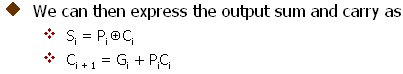 We can then express the output sum and carry as
Sᵢ = Pᵢ⊕Cᵢ
Cᵢ ₊ ₁ = Gᵢ + PᵢCᵢ